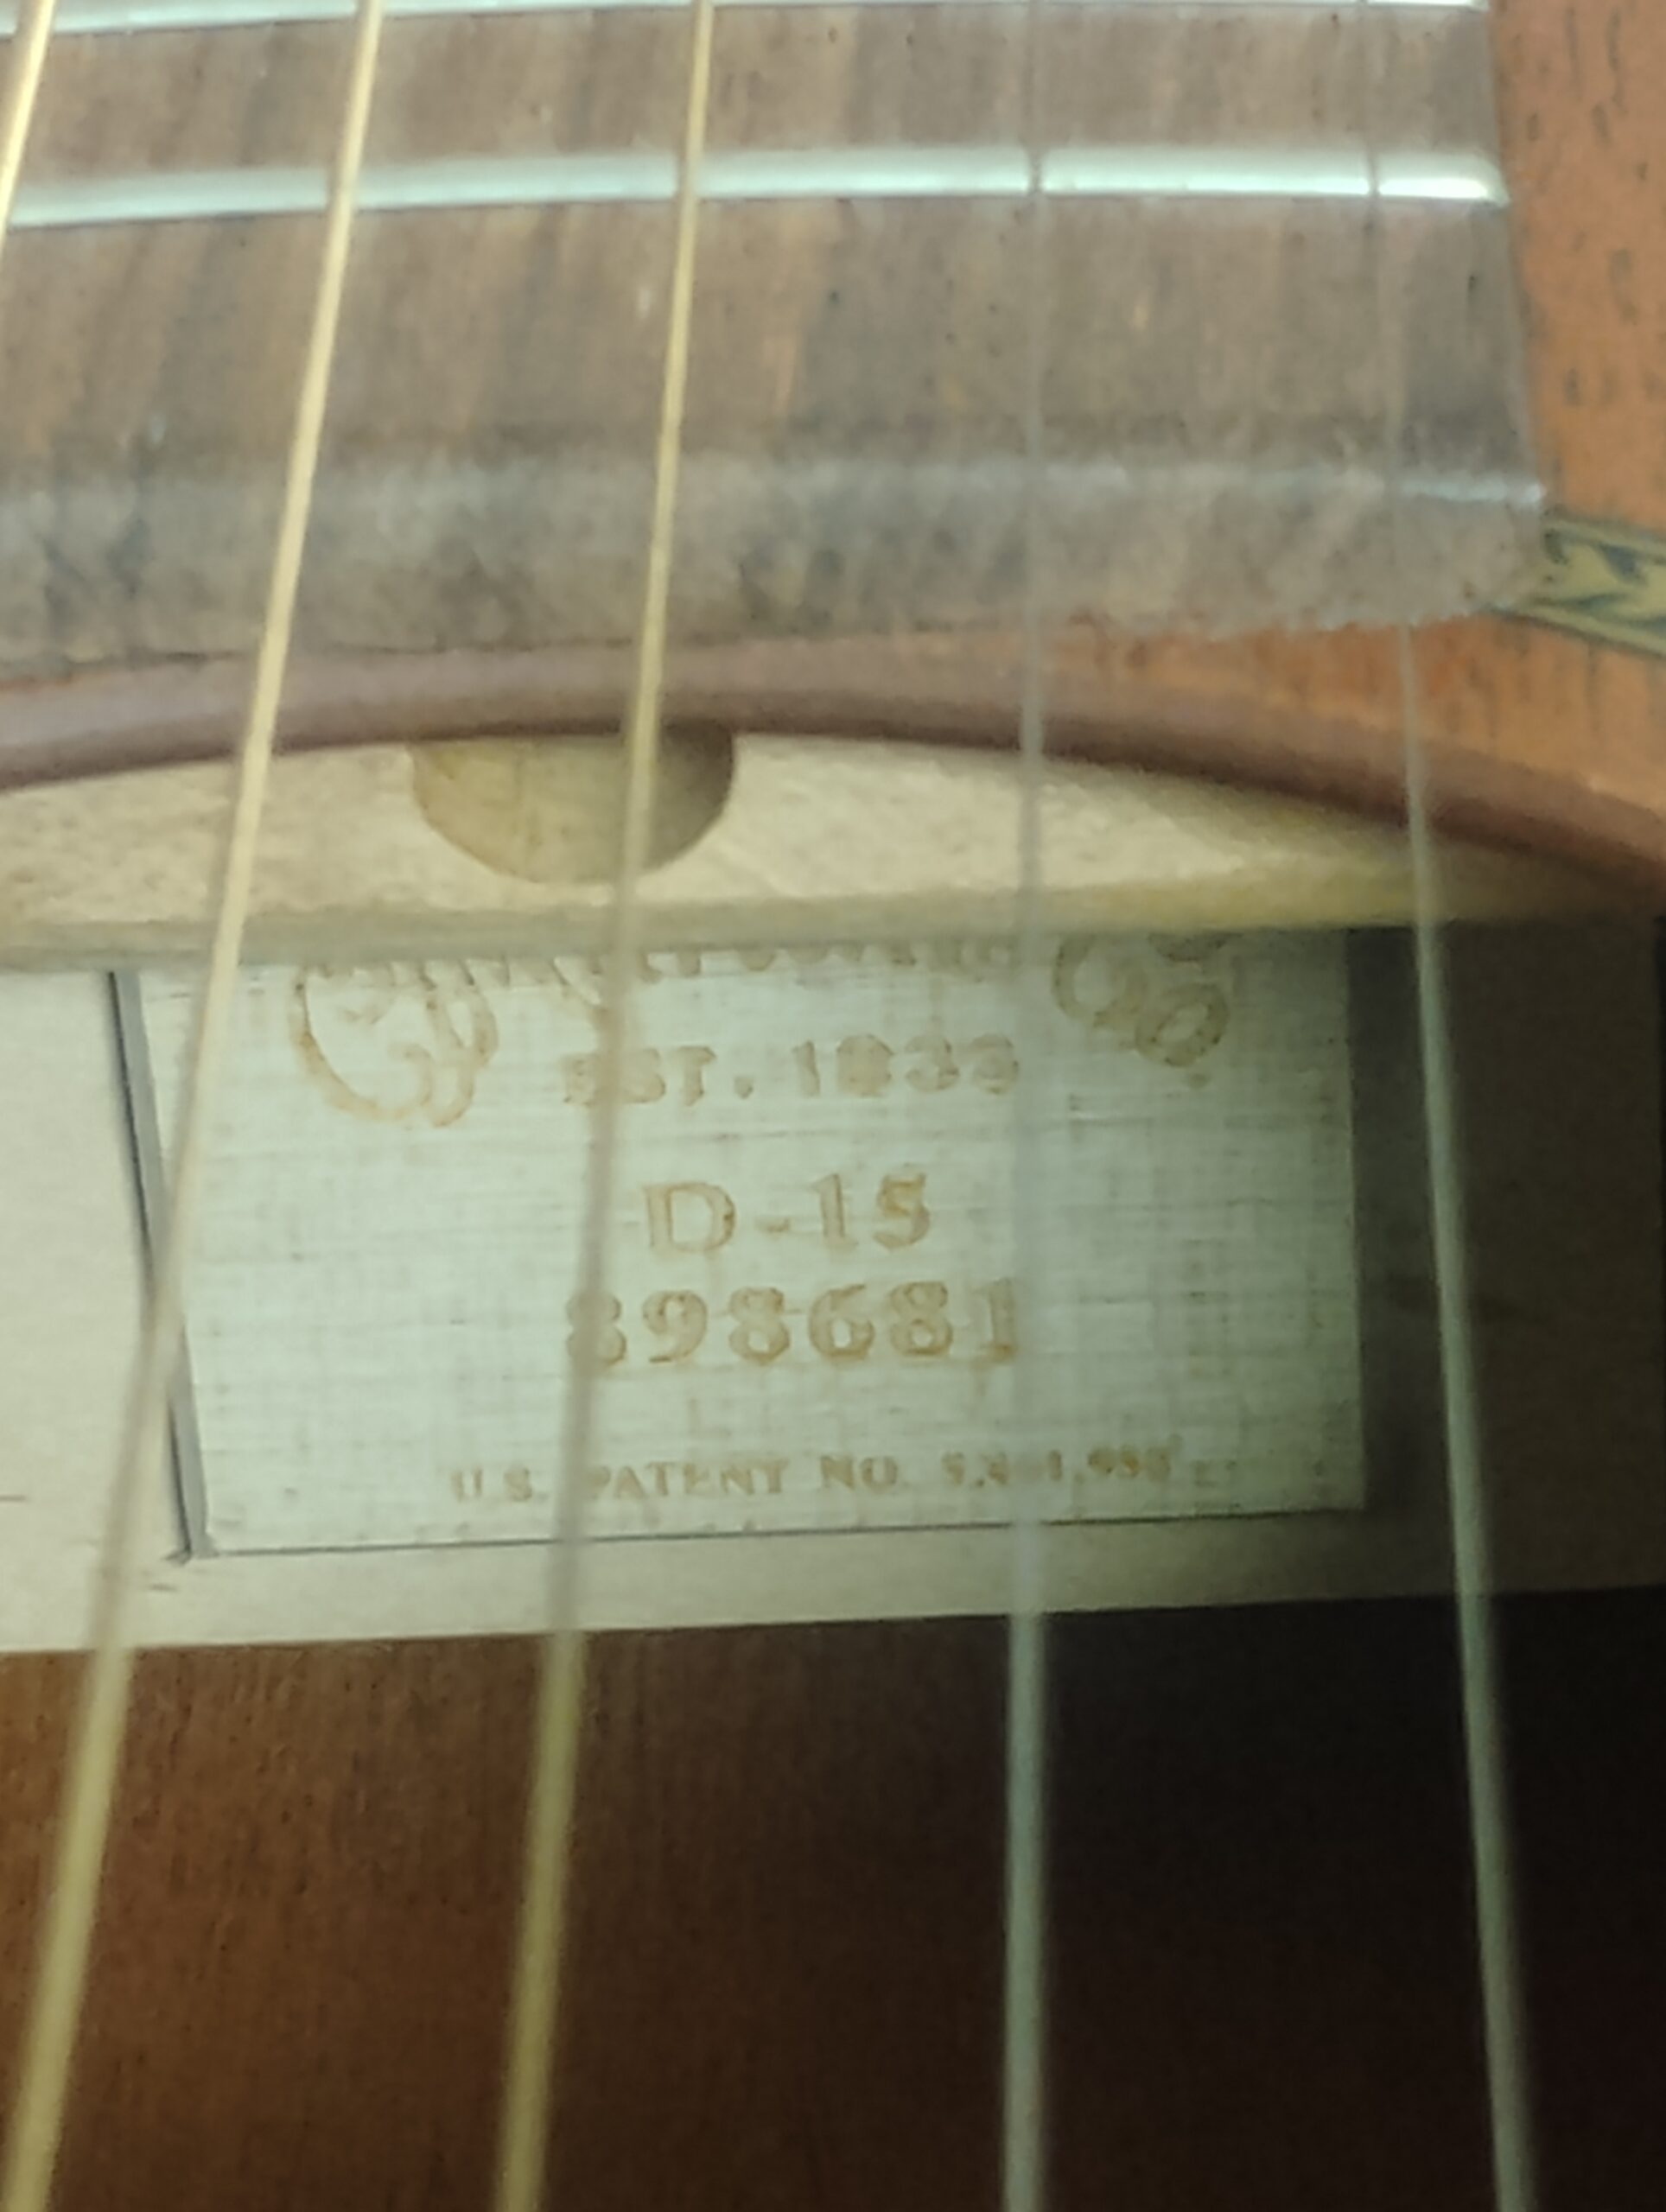 EST. 1833
D-15
898681
U.S. PATENT NO.